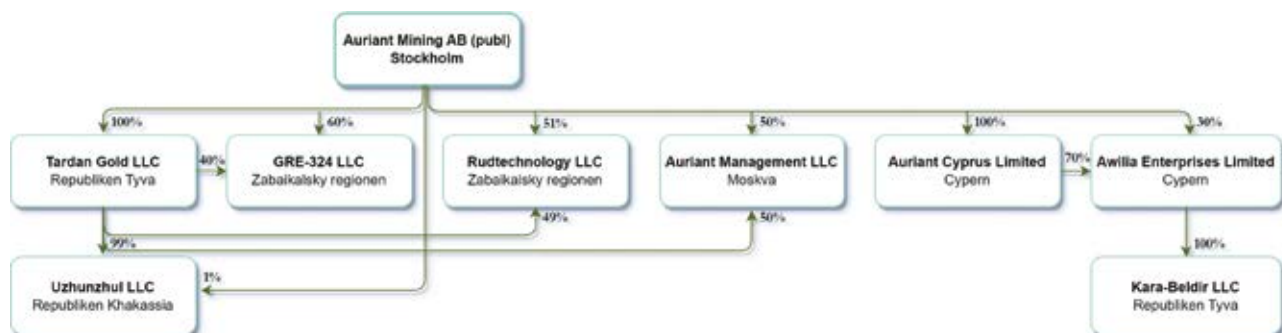 Auriant Mining AB (publ)
Stockholm
100%
60%
51%
50%
100%
30%
Tardan Gold LLC
Republiken Tyva
40%
GRE-324 LLC
Zabaikalsky regionen
Rudtechnology LLC
Zabaikalsky regionen
Auriant Management LLC
Moskva
Auriant Cyprus Limited
Cypern
70%
Awilia Enterprises Limited
Cypern
49%
50%
99%
100%
1%
Uzhunzhul LLC
Republiken Khakassia
Kara-Beldir LLC
Republiken Tyva